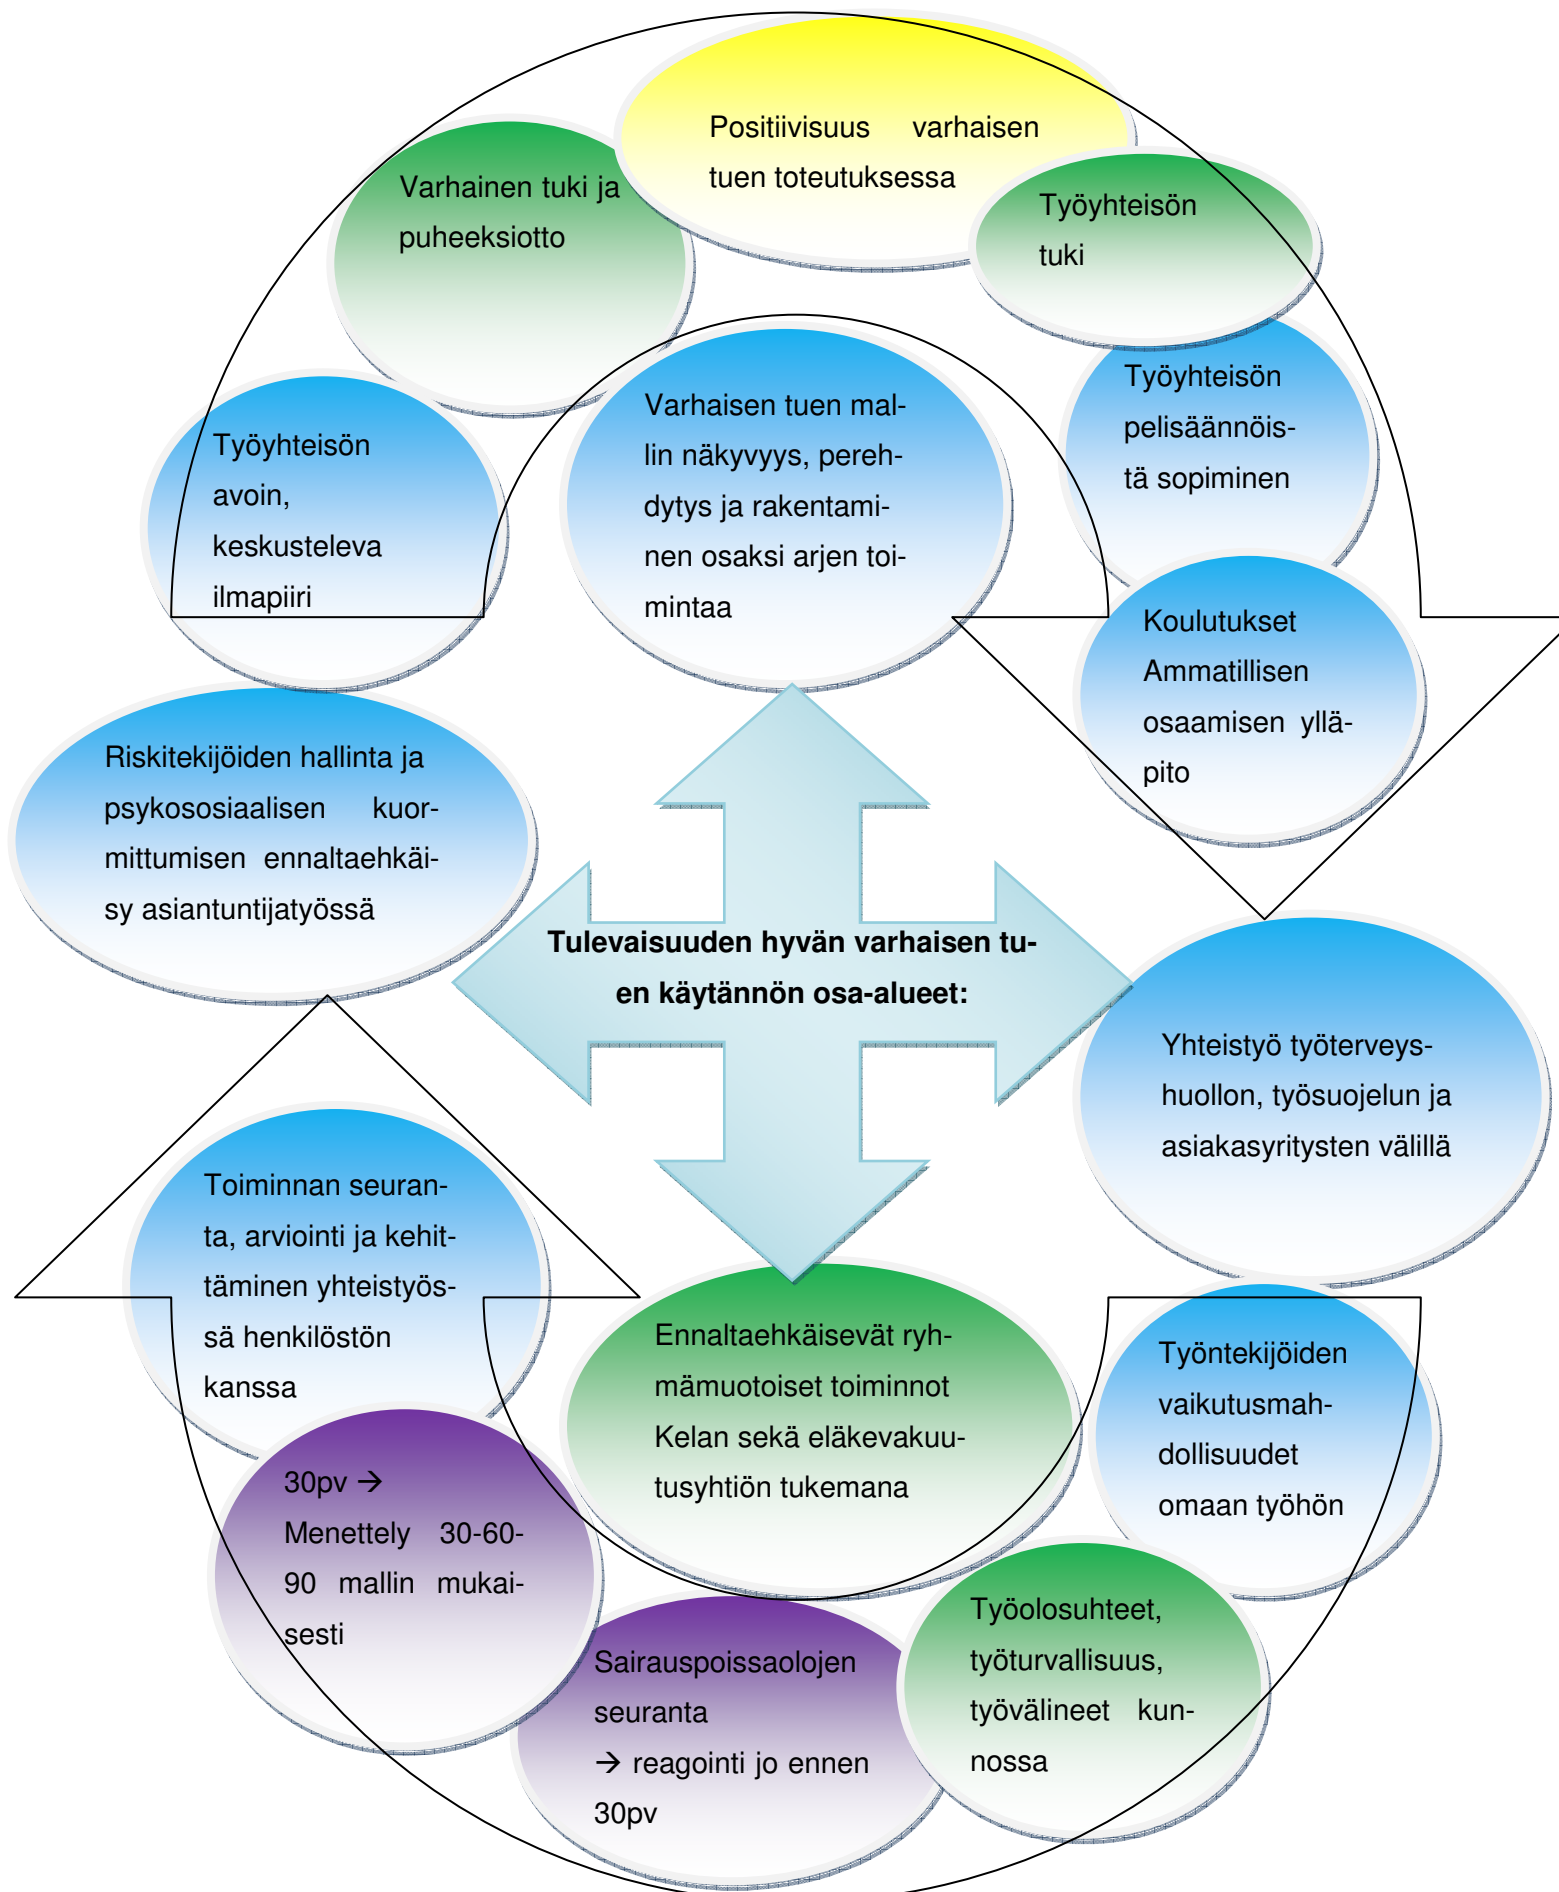 Positiivisuus varhaisen
tuen toteutuksessa
Varhainen tuki ja
puheeksiotto
Työyhteisön
tuki
Työyhteisön
pelisäännöis-
tä sopiminen
Varhaisen tuen mal-
lin näkyvyys, pereh-
dytys ja rakentami-
nen osaksi arjen toi-
mintaa
Työyhteisön
avoin,
keskusteleva
ilmapiiri
Koulutukset
Ammatillisen
osaamisen yllä-
pito
Riskitekijöiden hallinta ja
psykososiaalisen kuor-
mittumisen ennaltaehkäi-
sy asiantuntijatyössä
Tulevaisuuden hyvän varhaisen tu-
en käytännön osa-alueet:
Yhteistyö työterveys-
huollon, työsuojelun ja
asiakasyritysten välillä
Toiminnan seuran-
ta, arviointi ja kehit-
täminen yhteistyös-
sä henkilöstön
kanssa
Ennaltaehkäisevät ryh-
mämuotoiset toiminnot
Kelan sekä eläkevakuu-
tusyhtiön tukemana
Työntekijöiden
vaikutusmah-
dollisuudet
omaan työhön
30pv →
Menettely 30-60-
90 mallin mukai-
sesti
Sairauspoissaolojen
seuranta
→ reagointi jo ennen
30pv
Työolosuhteet,
työturvallisuus,
työvälineet kun-
nossa